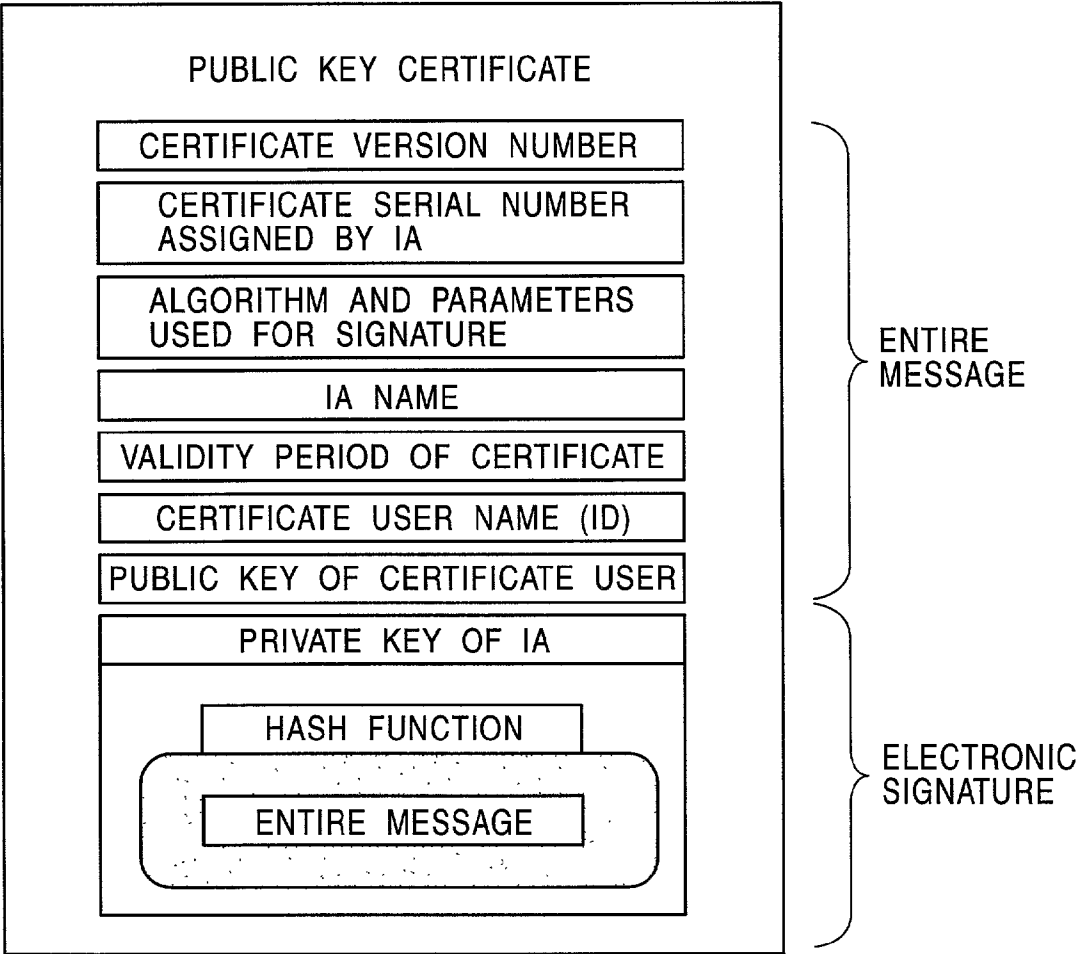 PUBLIC KEY CERTIFICATE
CERTIFICATE VERSION NUMBER
CERTIFICATE SERIAL NUMBER
ASSIGNED BY IA
ALGORITHM AND PARAMETERS
USED FOR SIGNATURE
IA NAME
VALIDITY PERIOD OF CERTIFICATE
CERTIFICATE USER NAME (ID)
PUBLIC KEY OF CERTIFICATE USER
ENTIRE
MESSAGE
PRIVATE KEY OF IA
HASH FUNCTION
ENTIRE MESSAGE
ELECTRONIC
SIGNATURE